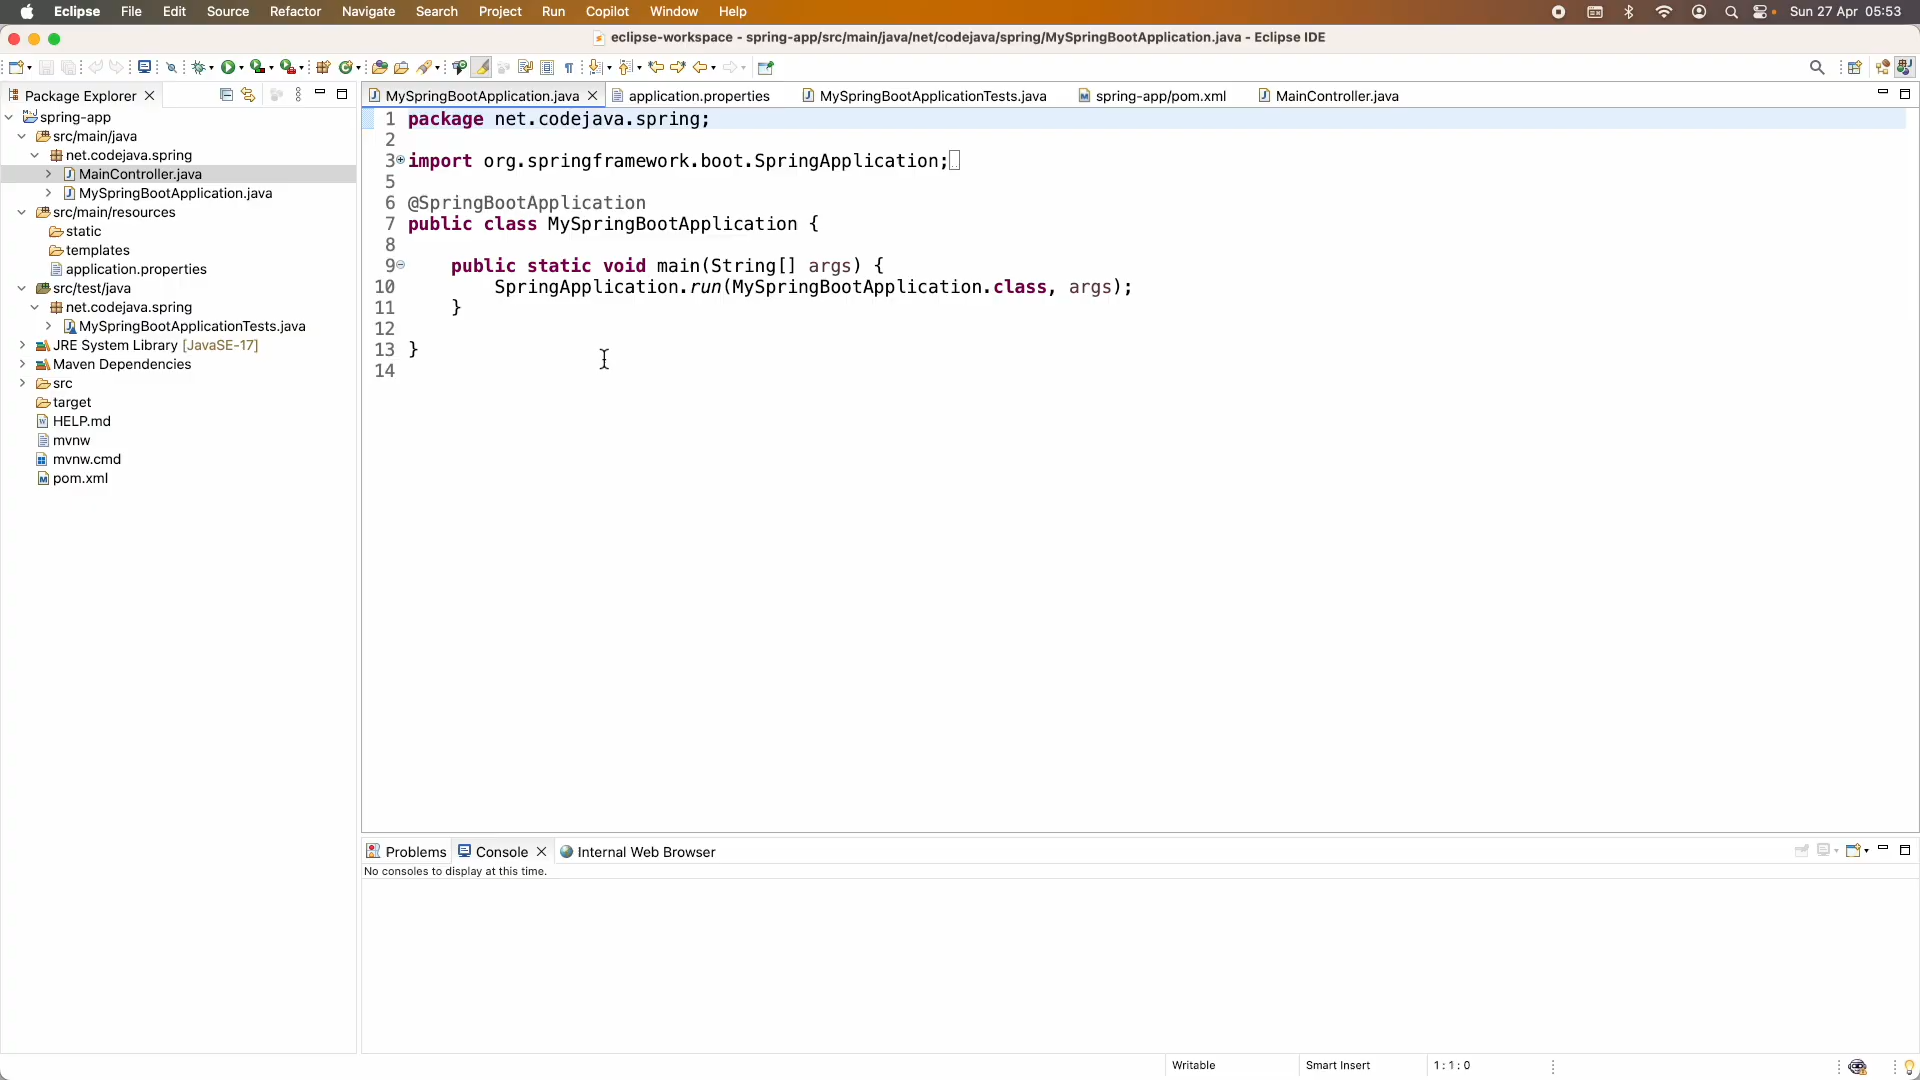 Eclipse File Edit Source Refactor Navigate Search Project Run Copilot Window Help Sun 27 Apr 05:53
eclipse-workspace - spring-app/src/main/java/net/codejava/spring/MySpringBootApplication.java - Eclipse IDE
Package Explorer
spring-app
src/main/java
net.codejava.spring
MainController.java
MySpringBootApplication.java
src/main/resources
static
templates
application.properties
src/test/java
net.codejava.spring
MySpringBootApplicationTests.java
JRE System Library [JavaSE-17]
Maven Dependencies
src
target
HELP.md
mvnw
mvnw.cmd
pom.xml
MySpringBootApplication.java application.properties MySpringBootApplicationTests.java spring-app/pom.xml MainController.java
1 package net.codejava.spring;
2
3 import org.springframework.boot.SpringApplication;
5
6 @SpringBootApplication
7 public class MySpringBootApplication {
8
9 public static void main(String[] args) {
10 SpringApplication.run(MySpringBootApplication.class, args);
11 }
12
13 }
14
Problems Console Internal Web Browser
No consoles to display at this time.
Writable Smart Insert 1 : 1 : 0